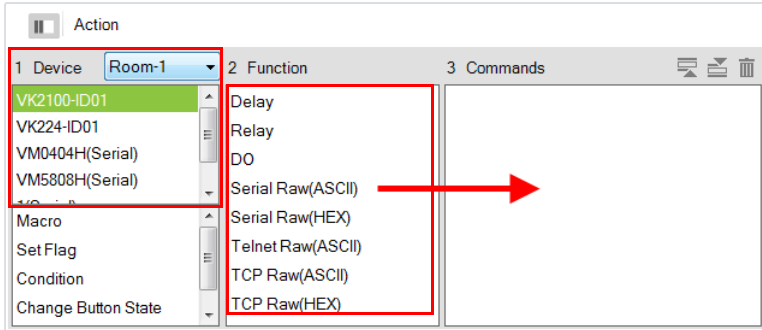 Action
1 Device
Room-1
2 Function
3 Commands
VK2100-ID01
VK224-ID01
VM0404H(Serial)
VM5808H(Serial)
Macro
Set Flag
Condition
Change Button State
Delay
Relay
DO
Serial Raw(ASCII)
Serial Raw(HEX)
Telnet Raw(ASCII)
TCP Raw(ASCII)
TCP Raw(HEX)